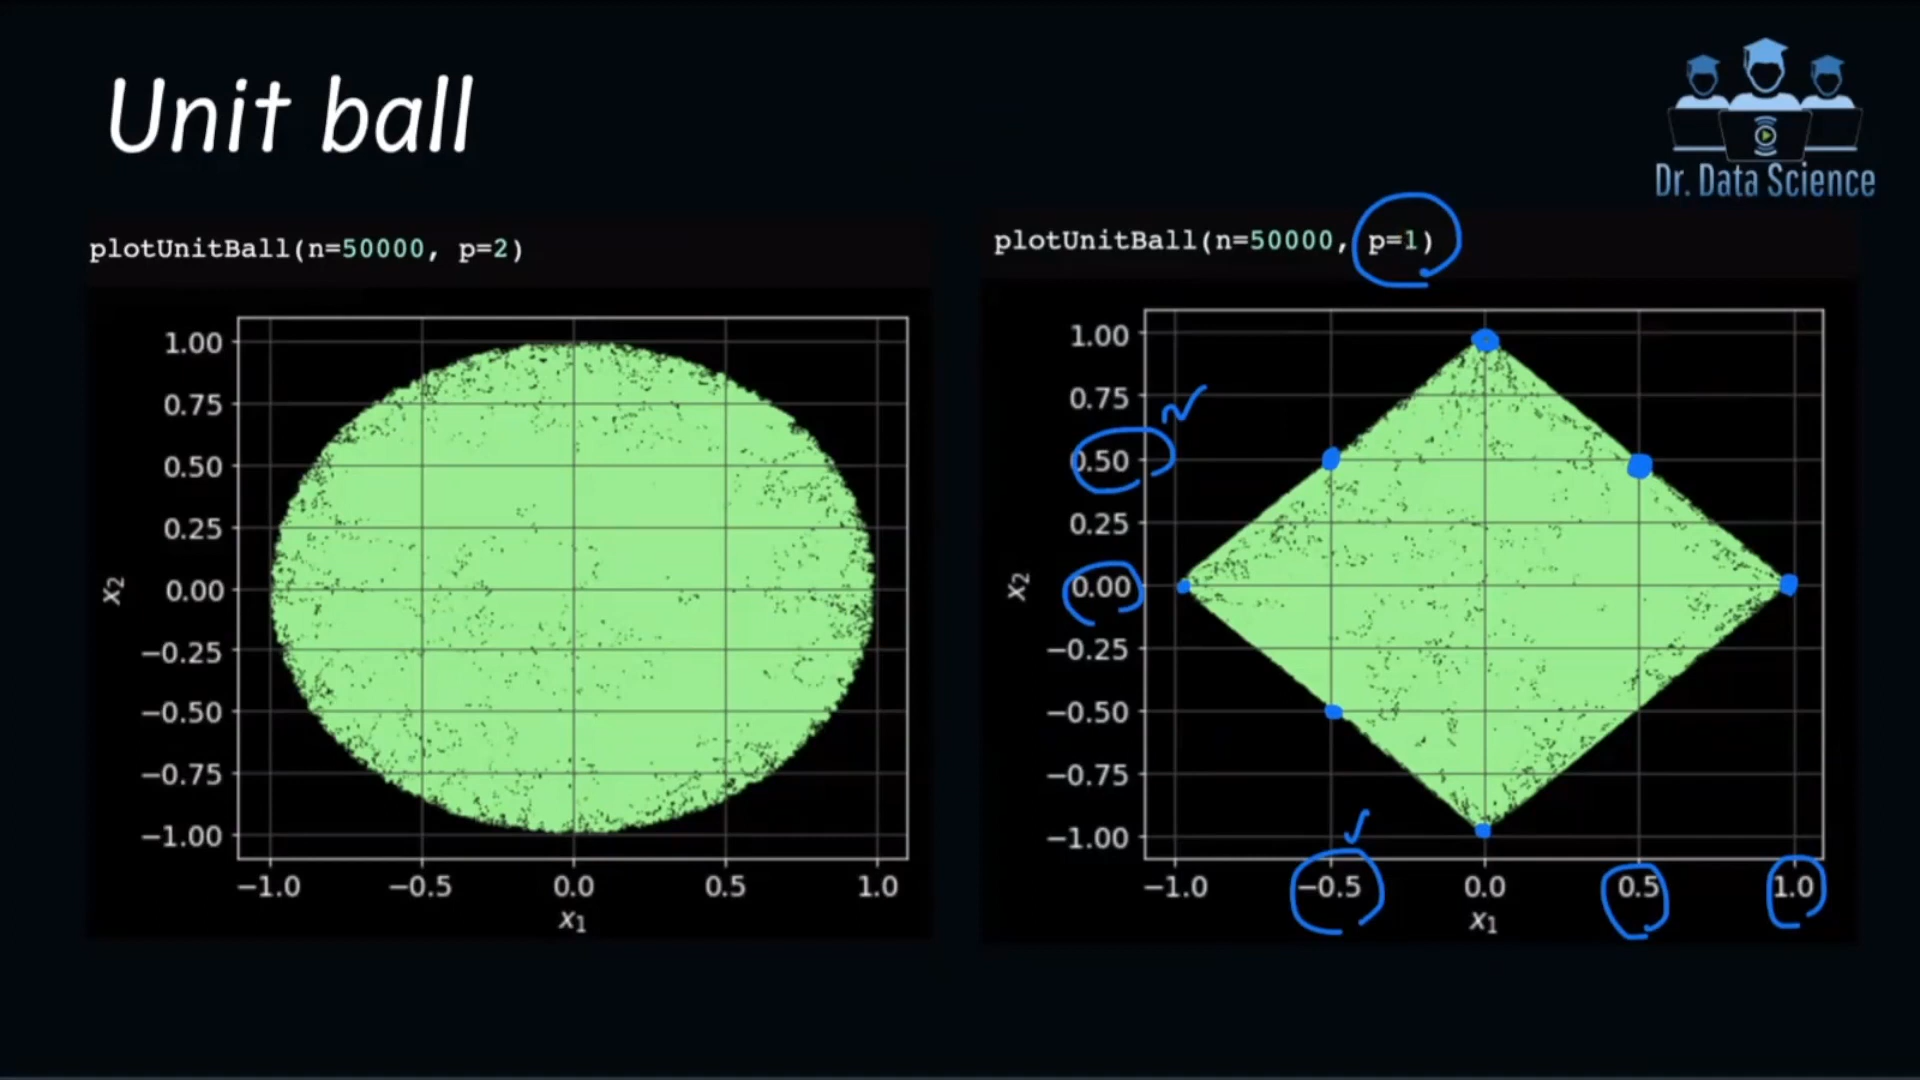 Unit ball
Dr. Data Science
plotUnitBall(n=50000, p=2)
1.00
0.75
0.50
0.25
0.00
−0.25
−0.50
−0.75
−1.00
x2
−1.0 −0.5 0.0 0.5 1.0
x1
plotUnitBall(n=50000, p=1)
1.00
0.75
0.50
0.25
0.00
−0.25
−0.50
−0.75
−1.00
x2
−1.0 −0.5 0.0 0.5 1.0
x1